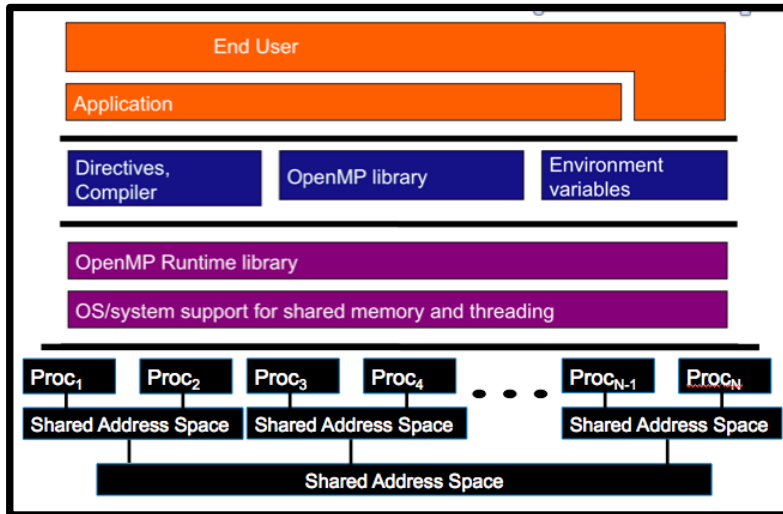 End User
Application
Directives, OpenMP library Environment
Compiler variables
OpenMP Runtime library
OS/system support for shared memory and threading
Proc1 Proc2 Proc3 Proc4 • • • ProcN-1 ProcN
Shared Address Space Shared Address Space Shared Address Space
Shared Address Space